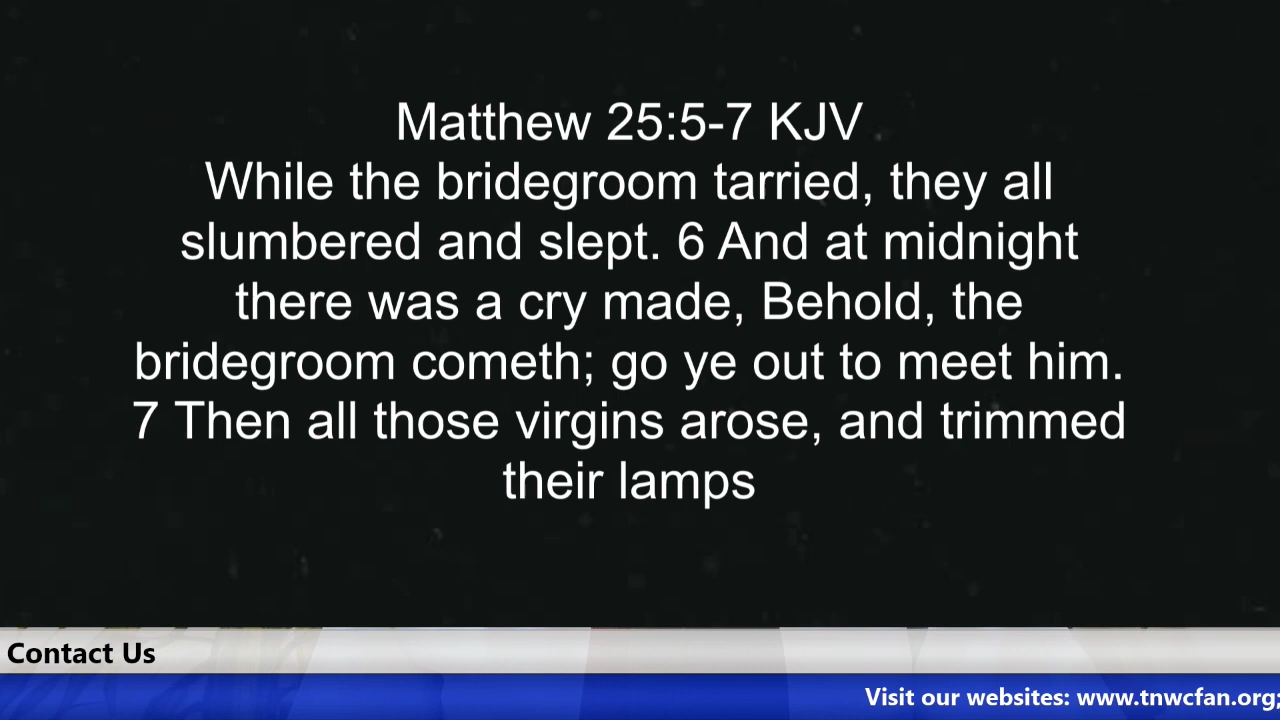 Matthew 25:5-7 KJV
While the bridegroom tarried, they all
slumbered and slept. 6 And at midnight
there was a cry made, Behold, the
bridegroom cometh; go ye out to meet him.
7 Then all those virgins arose, and trimmed
their lamps
Contact Us
Visit our websites: www.tnwcfan.org;